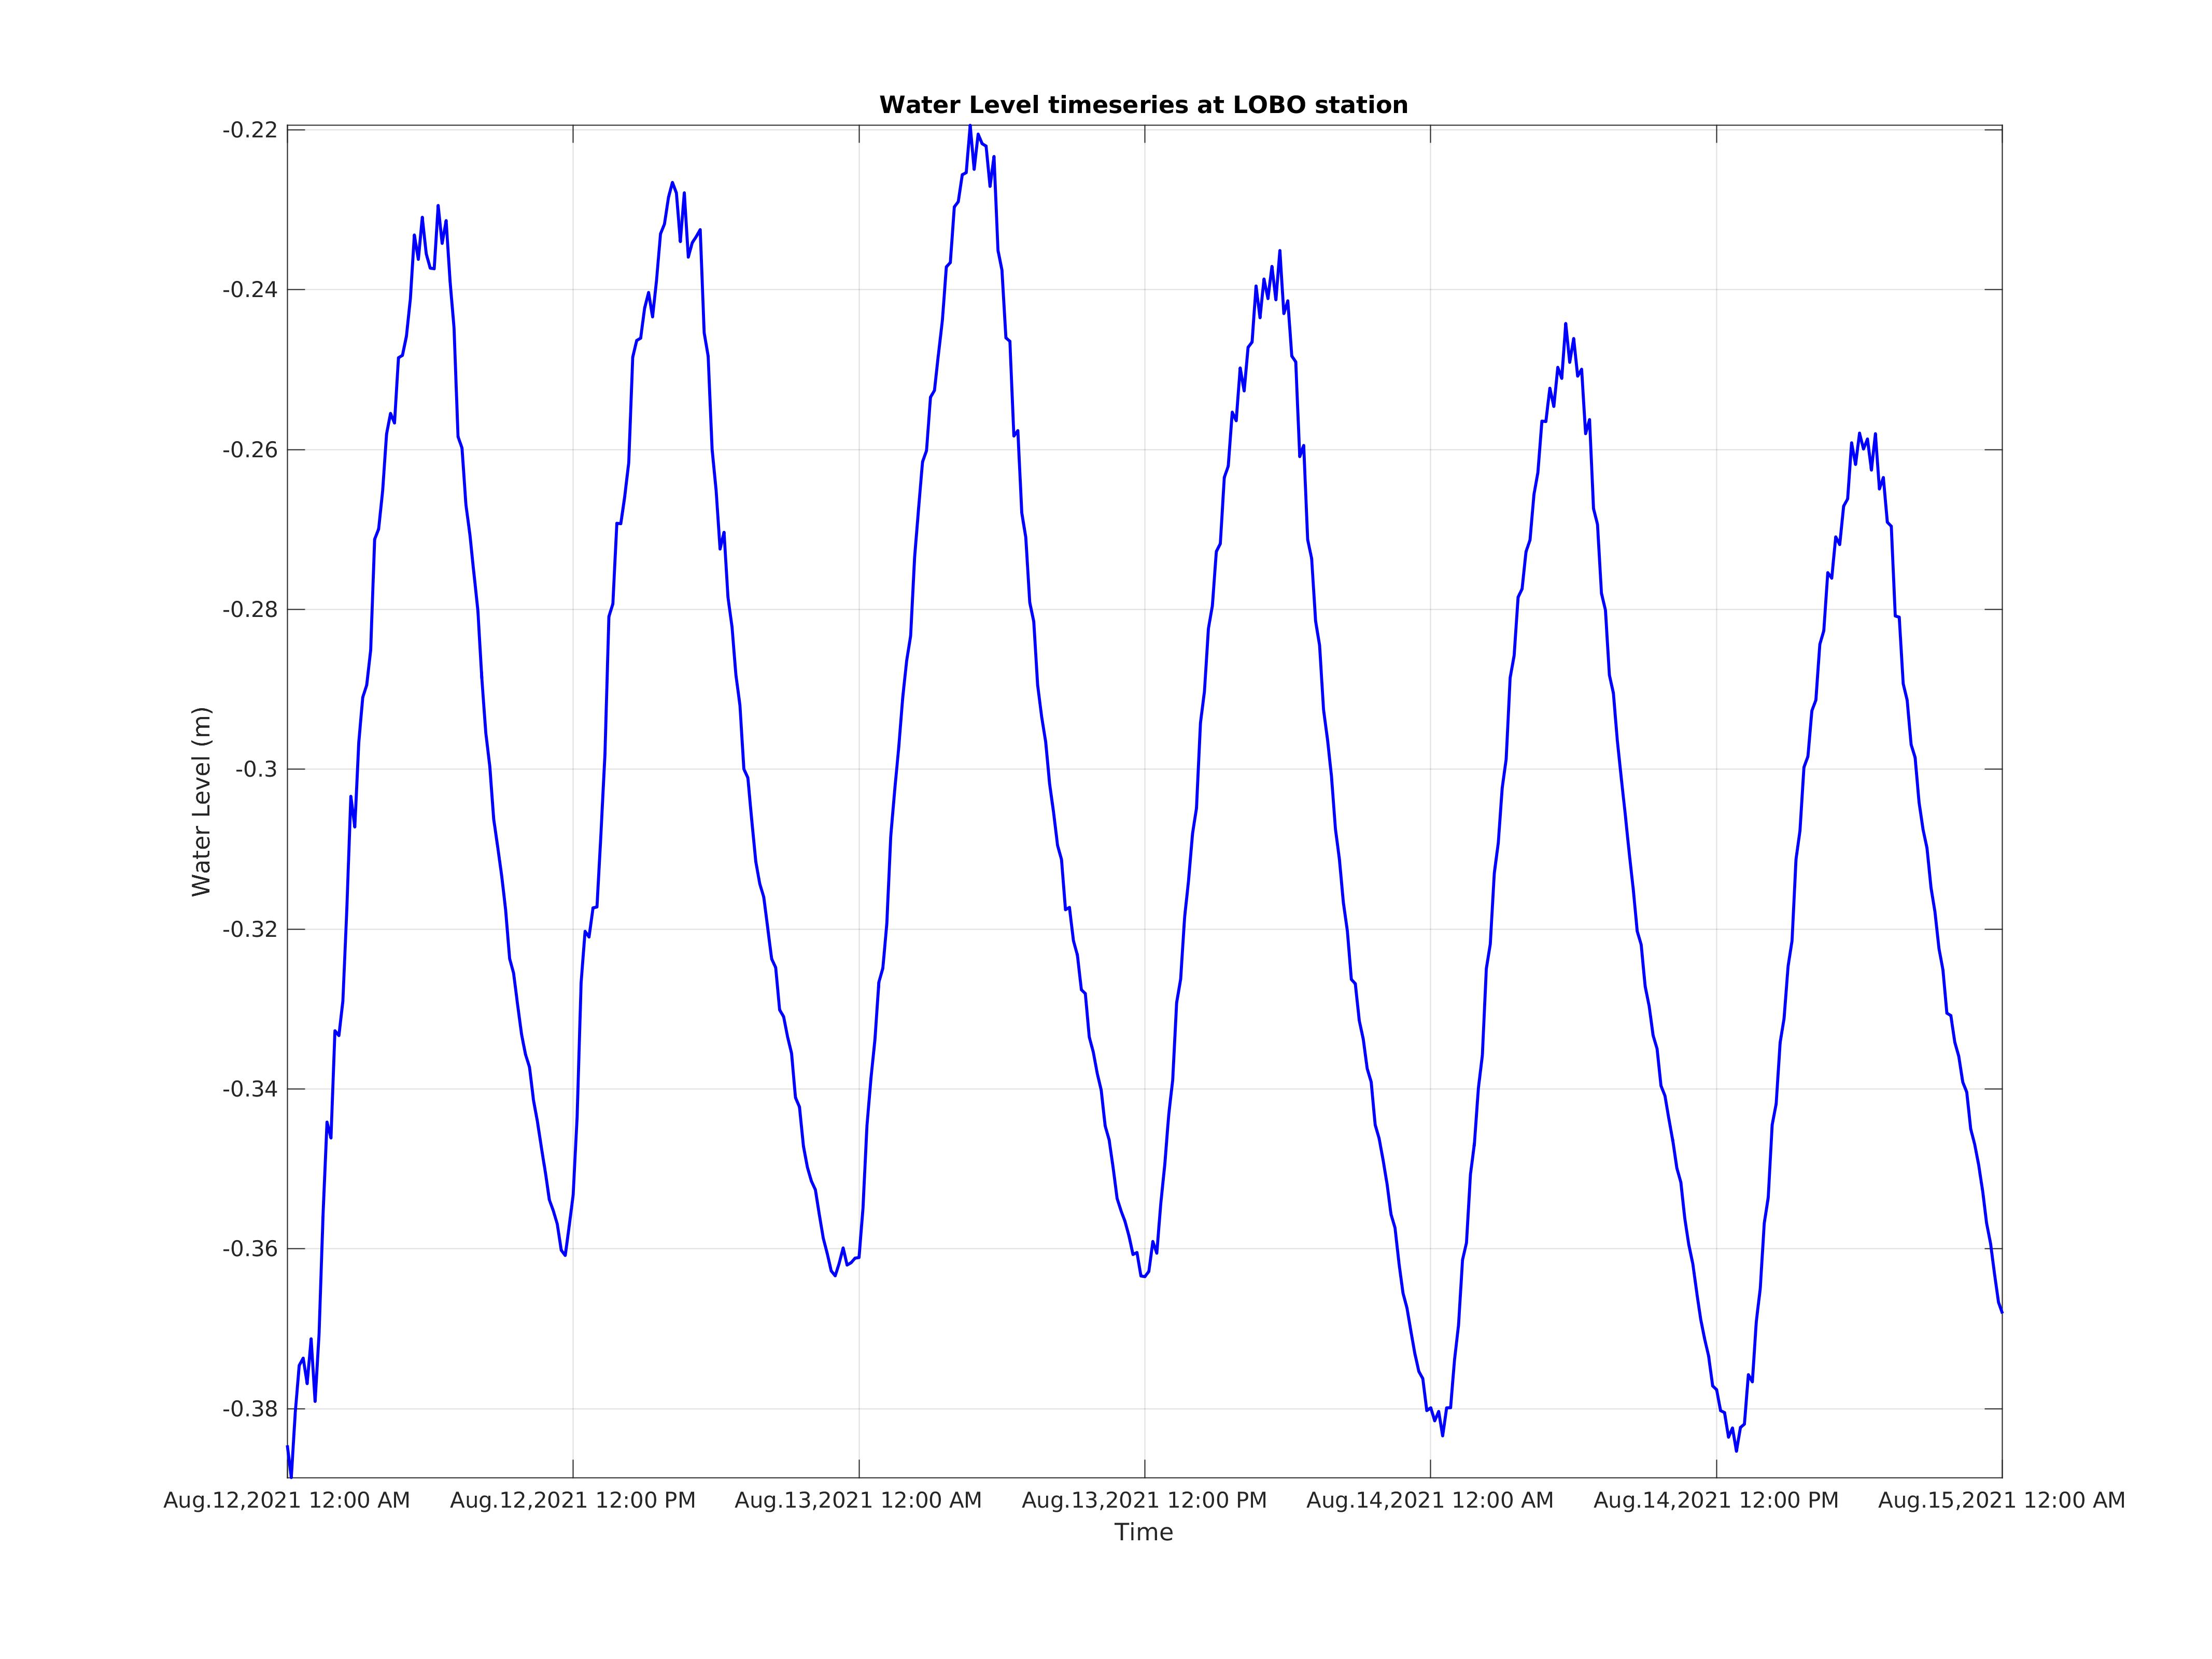 Water Level timeseries at LOBO station
-0.22
-0.24
-0.26
-0.28
-0.3
-0.32
-0.34
-0.36
-0.38
Water Level (m)
Aug.12,2021 12:00 AM
Aug.12,2021 12:00 PM
Aug.13,2021 12:00 AM
Aug.13,2021 12:00 PM
Aug.14,2021 12:00 AM
Aug.14,2021 12:00 PM
Aug.15,2021 12:00 AM
Time